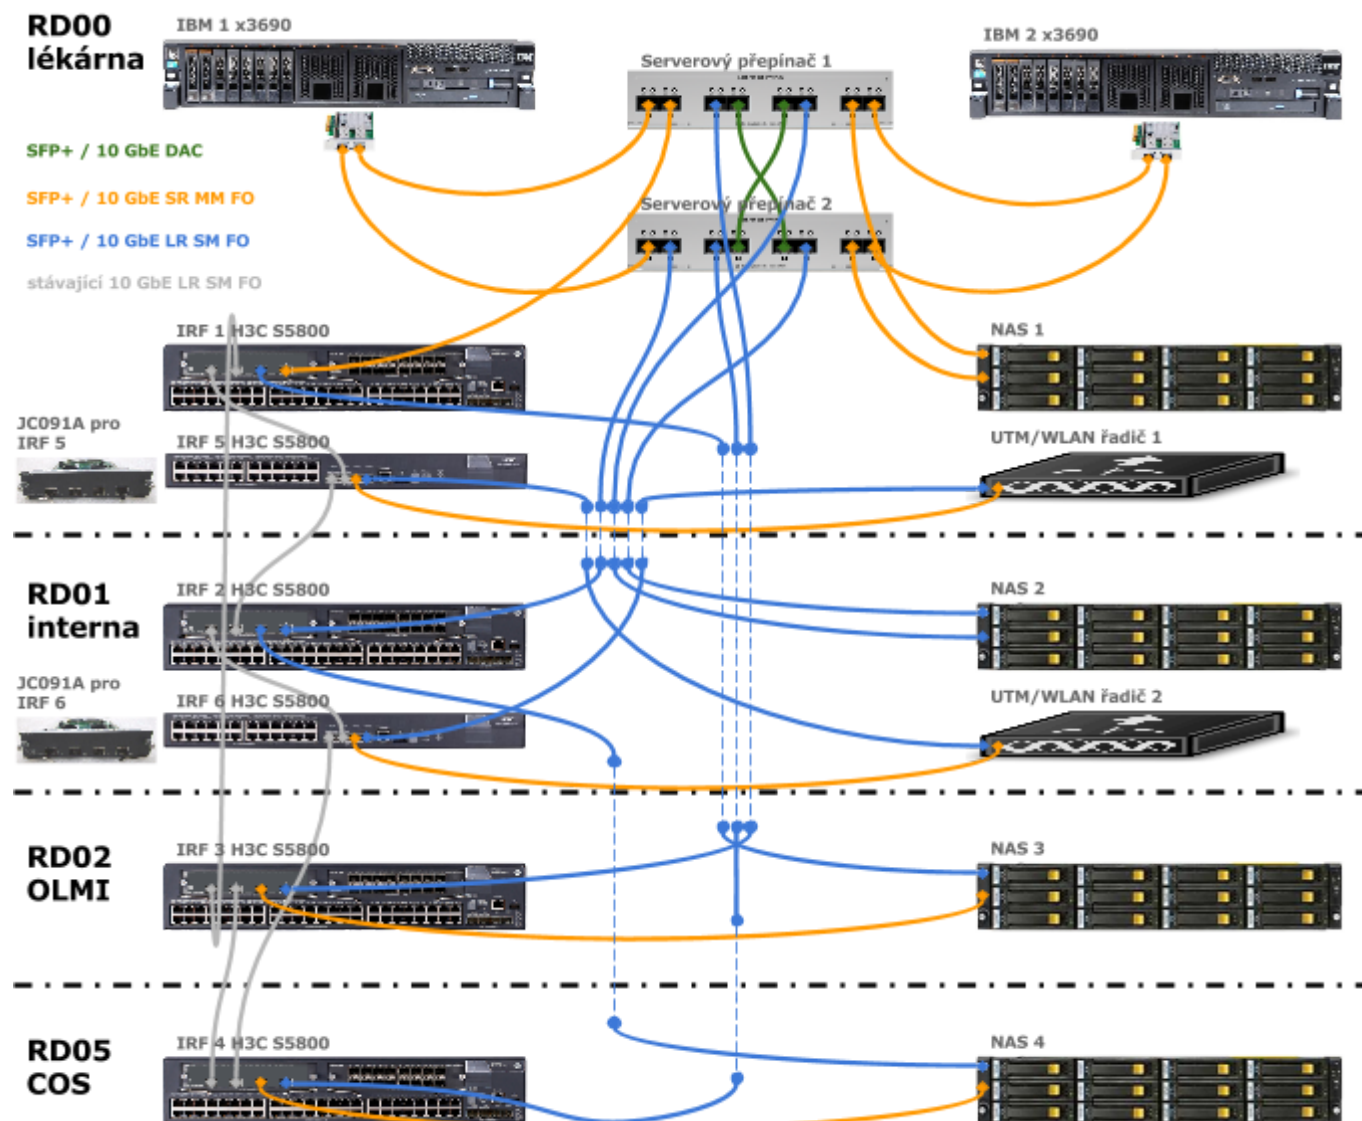 RD00
lékárna
IBM 1 x3690
Serverový přepínač 1
IBM 2 x3690
SFP+ / 10 GbE DAC
SFP+ / 10 GbE SR MM FO
SFP+ / 10 GbE LR SM FO
stávající 10 GbE LR SM FO
Serverový přepínač 2
IRF 1 H3C S5800
NAS 1
JC091A pro
IRF 5
IRF 5 H3C S5800
UTM/WLAN řadič 1
RD01
interna
IRF 2 H3C S5800
NAS 2
JC091A pro
IRF 6
IRF 6 H3C S5800
UTM/WLAN řadič 2
RD02
OLMI
IRF 3 H3C S5800
NAS 3
RD05
COS
IRF 4 H3C S5800
NAS 4